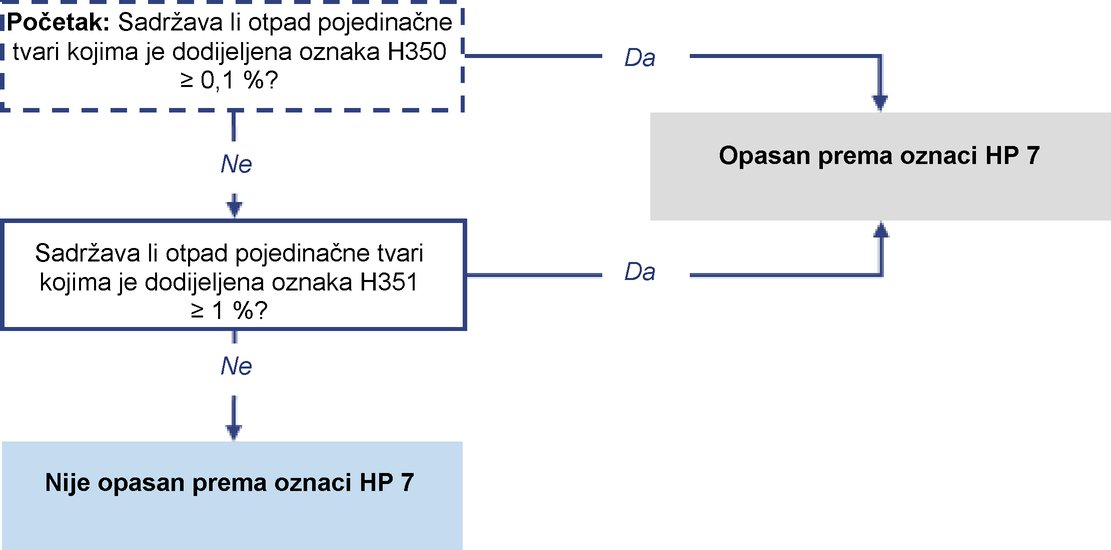 Početak: Sadržava li otpad pojedinačne
tvari kojima je dodijeljena oznaka H350
≥ 0,1 %?
Da
Ne
Opasan prema oznaci HP 7
Sadržava li otpad pojedinačne tvari
kojima je dodijeljena oznaka H351
≥ 1 %?
Da
Ne
Nije opasan prema oznaci HP 7